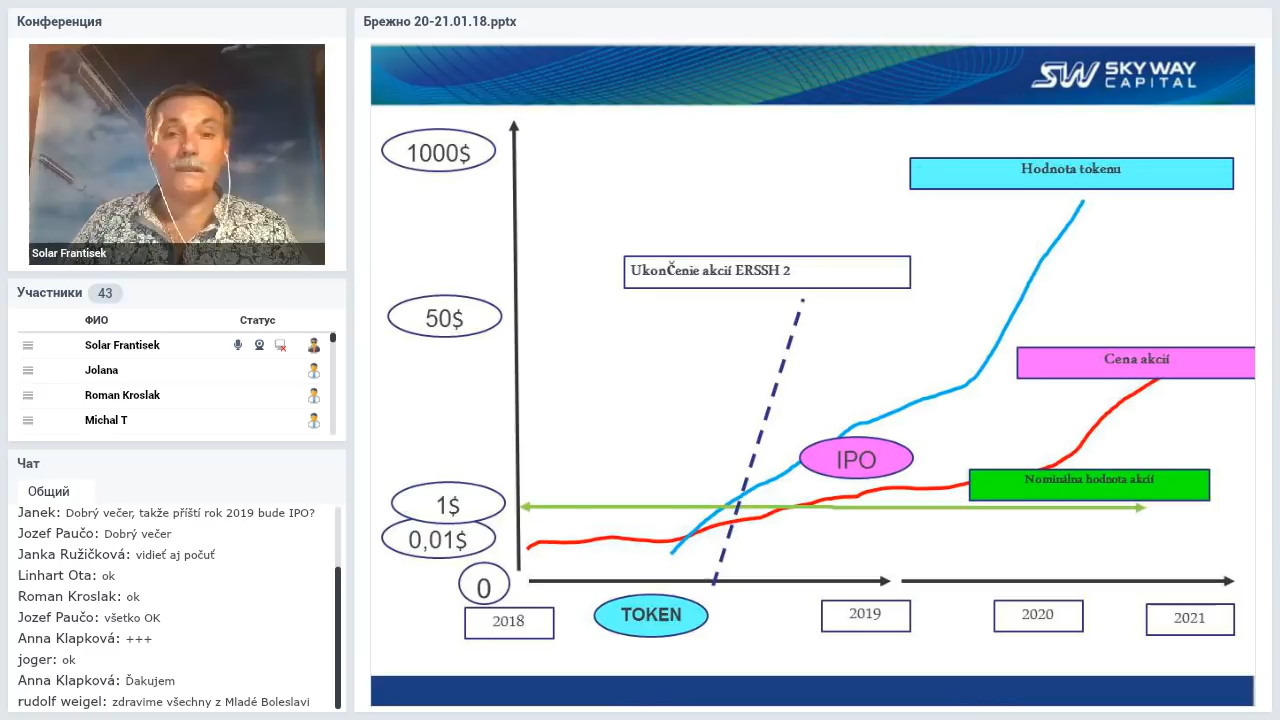 Конференция
Solar Frantisek
Участники 43
ФИО Статус
Solar Frantisek
Jolana
Roman Kroslak
Michal T
Чат
Общий
Janek: Dobrý večer, takže příští rok 2019 bude IPO?
Jozef Paučo: Dobrý večer
Janka Ružičková: vidieť aj počuť
Linhart Ota: ok
Roman Kroslak: ok
Jozef Paučo: všetko OK
Anna Klapková: +++
joger: ok
Anna Klapková: Ďakujem
rudolf weigel: zdravime všechny z Mladé Boleslavi
Брежно 20-21.01.18.pptx
SW SKY WAY
CAPITAL
1000$
Hodnota tokenu
UkonČenie akcií ERSSH 2
50$
Cena akcií
IPO
Nominálna hodnota akcií
1$
0,01$
0
2018
TOKEN
2019
2020
2021